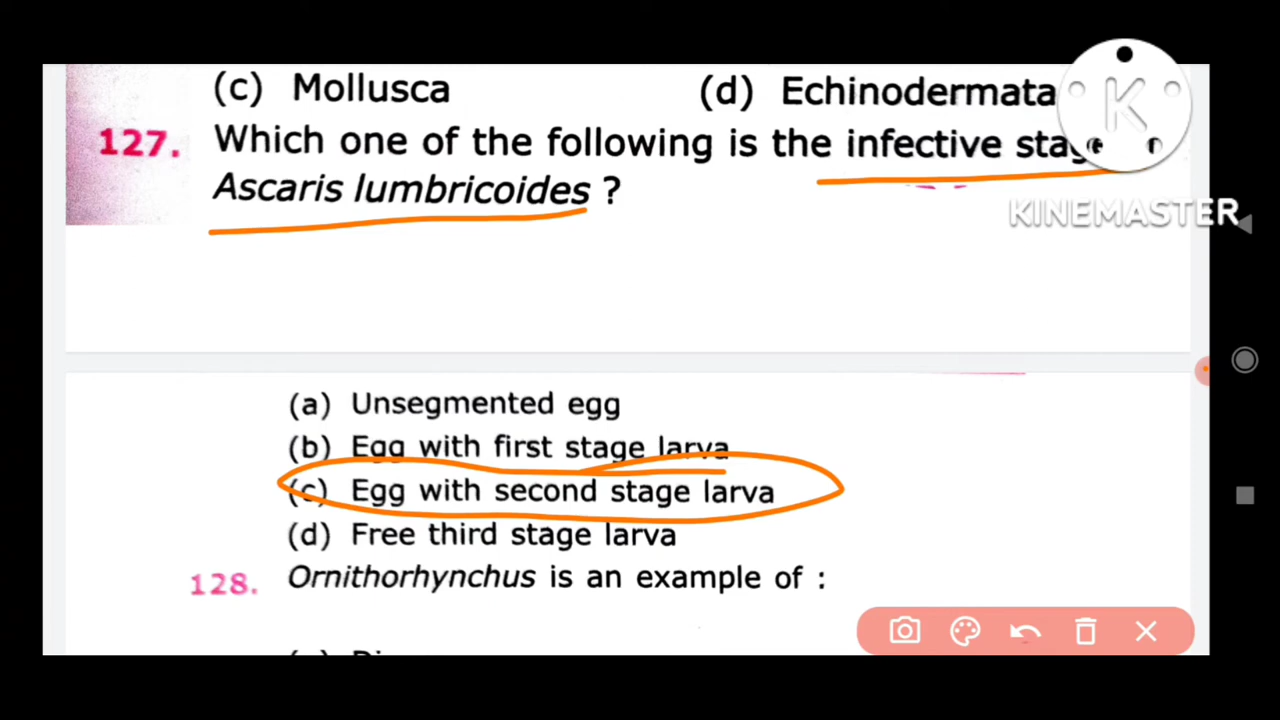 (c) Mollusca (d) Echinodermata
127. Which one of the following is the infective stage
Ascaris lumbricoides ?
KINEMASTER
(a) Unsegmented egg
(b) Egg with first stage larva
(c) Egg with second stage larva
(d) Free third stage larva
128. Ornithorhynchus is an example of :